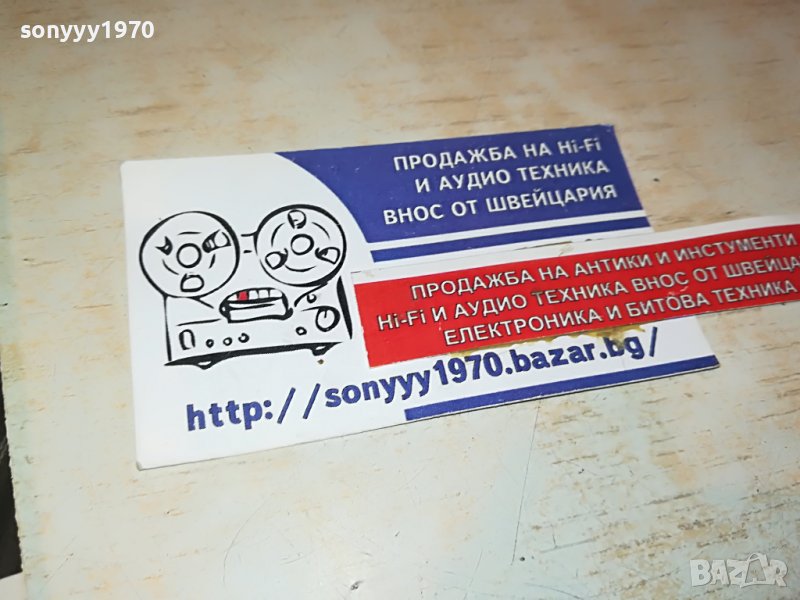 sonyyy1970
ПРОДАЖБА НА Hi-Fi
И АУДИО ТЕХНИКА
ВНОС ОТ ШВЕЙЦАРИЯ
ПРОДАЖБА НА АНТИКИ И ИНСТУМЕНТИ
Hi-Fi И АУДИО ТЕХНИКА ВНОС ОТ ШВЕЙЦА
ЕЛЕКТРОНИКА И БИТОВА ТЕХНИКА
http://sonyyy1970.bazar.bg/
BAZAR